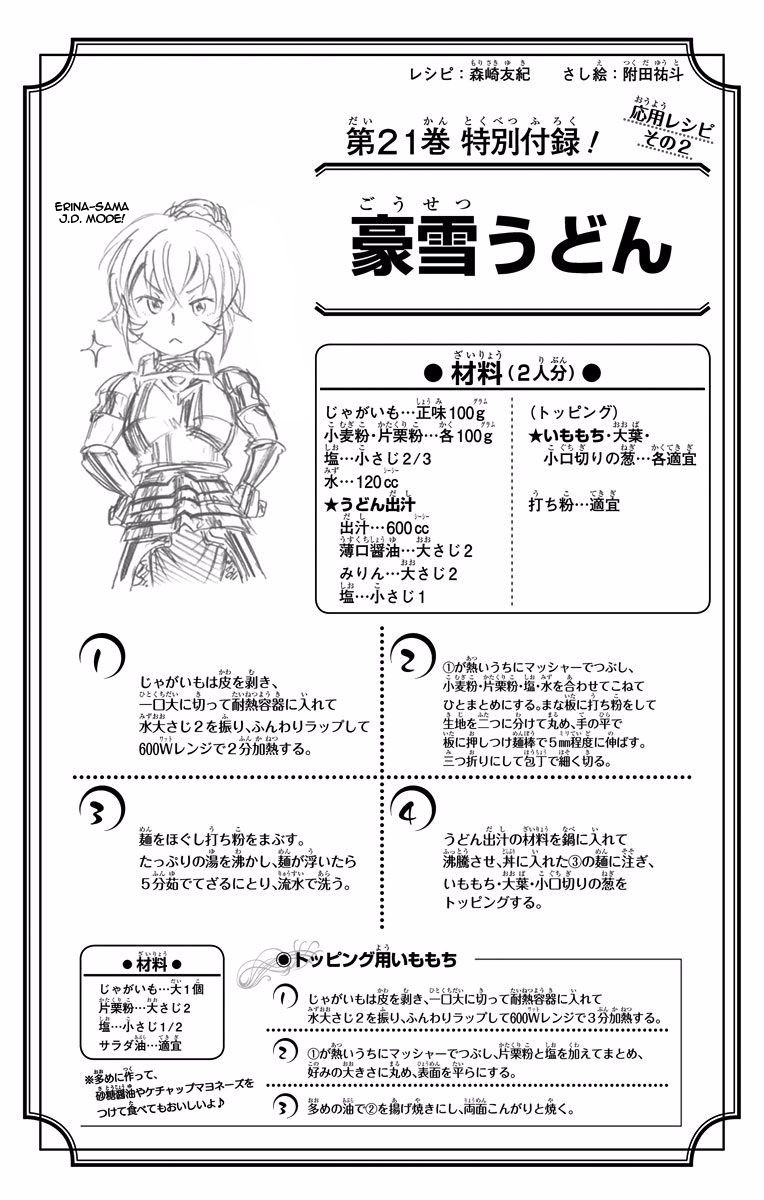 レシピ：森崎友紀　さし絵：附田祐斗
応用レシピ
その２
第21巻 特別付録！
豪雪うどん
ERINA-SAMA
J.D. MODE!
●材料(２人分)●
じゃがいも…正味100g
小麦粉・片栗粉…各100g
塩…小さじ2/3
水…120cc
★うどん出汁
出汁…600cc
薄口醤油…大さじ２
みりん…大さじ２
塩…小さじ１
(トッピング)
★いももち・大葉・
小口切りの葱…各適宜
打ち粉…適宜
1
じゃがいもは皮を剥き、
一口大に切って耐熱容器に入れて
水大さじ２を振り、ふんわりラップして
600Wレンジで２分加熱する。
2
①が熱いうちにマッシャーでつぶし、
小麦粉・片栗粉・塩・水を合わせてこねて
ひとまとめにする。まな板に打ち粉をして
生地を二つに分けて丸め、手の平で
板に押しつけ麺棒で５㎜程度に伸ばす。
三つ折りにして包丁で細く切る。
3
麺をほぐし打ち粉をまぶす。
たっぷりの湯を沸かし、麺が浮いたら
５分茹でてざるにとり、流水で洗う。
4
うどん出汁の材料を鍋に入れて
沸騰させ、丼に入れた③の麺に注ぎ、
いももち・大葉・小口切りの葱を
トッピングする。
●材料●
じゃがいも…大１個
片栗粉…大さじ２
塩…小さじ1/2
サラダ油…適宜
※多めに作って、
砂糖醤油やケチャップマヨネーズを
つけて食べてもおいしいよ♪
◉トッピング用いももち
1
じゃがいもは皮を剥き、一口大に切って耐熱容器に入れて
水大さじ２を振り、ふんわりラップして600Wレンジで３分加熱する。
2
①が熱いうちにマッシャーでつぶし、片栗粉と塩を加えてまとめ、
好みの大きさに丸め、表面を平らにする。
3
多めの油で②を揚げ焼きにし、両面こんがりと焼く。